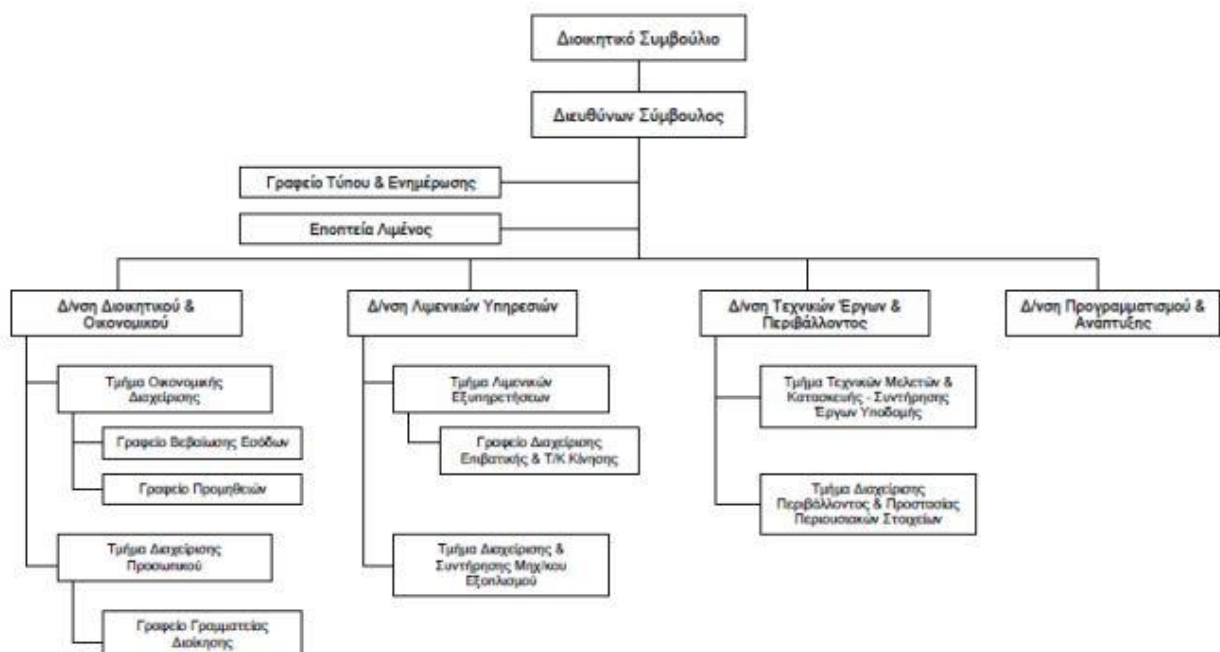 Διοικητικό Συμβούλιο
Διευθύνων Σύμβουλος
Γραφείο Τύπου & Ενημέρωσης
Εποπτεία Λιμένος
Δ/νση Διοικητικού &
Οικονομικού
Δ/νση Λιμενικών Υπηρεσιών
Δ/νση Τεχνικών Έργων &
Περιβάλλοντος
Δ/νση Προγραμματισμού &
Ανάπτυξης
Τμήμα Οικονομικής
Διαχείρισης
Γραφείο Βεβαίωσης Εσόδων
Γραφείο Προμηθειών
Τμήμα Διαχείρισης
Προσωπικού
Γραφείο Γραμματείας
Διοίκησης
Τμήμα Λιμενικών
Εξυπηρετήσεων
Γραφείο Διαχείρισης
Επιβατικής & Τ/Κ Κίνησης
Τμήμα Διαχείρισης &
Συντήρησης Μηχ/κου
Εξοπλισμού
Τμήμα Τεχνικών Μελετών &
Κατασκευής - Συντήρησης
Έργων Υποδομής
Τμήμα Διαχείρισης
Περιβάλλοντος & Προστασίας
Περιουσιακών Στοιχείων